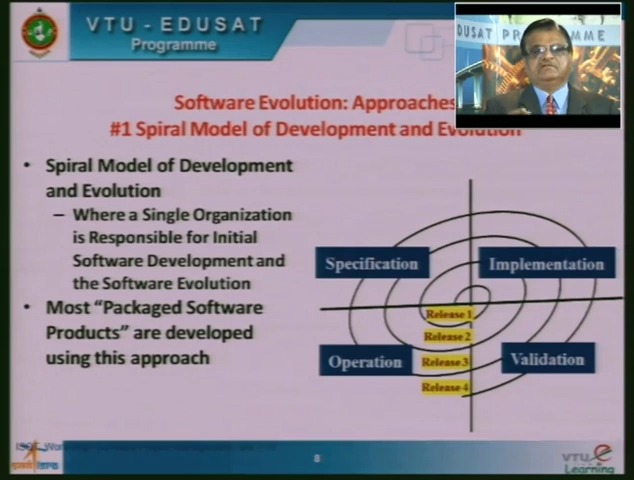 VTU - EDUSAT
Programme
EDUSAT PROGRAMME
Software Evolution: Approaches
#1 Spiral Model of Development and Evolution
• Spiral Model of Development
and Evolution
– Where a Single Organization
is Responsible for Initial
Software Development and
the Software Evolution
• Most “Packaged Software
Products” are developed
using this approach
Specification
Implementation
Release 1
Release 2
Release 3
Release 4
Operation
Validation
8
VTU e
Learning